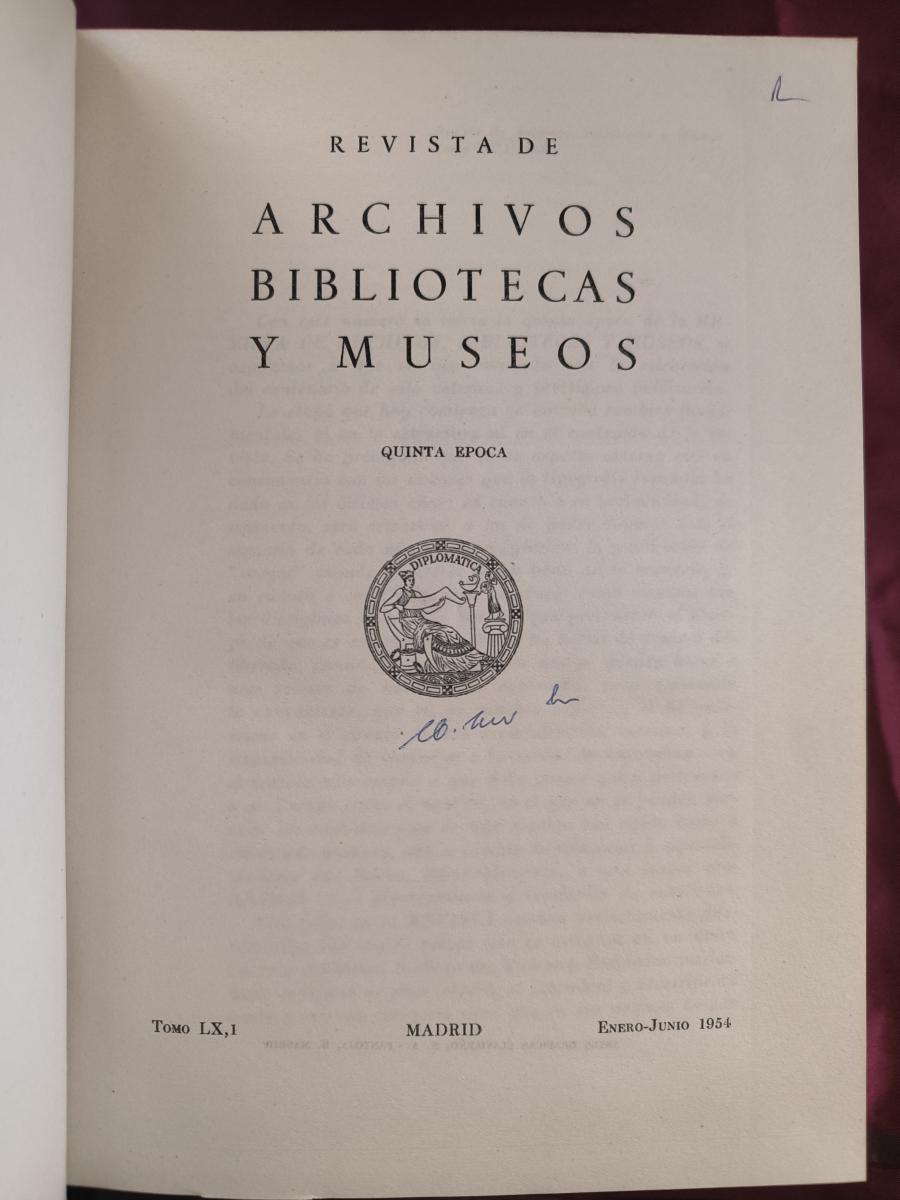 REVISTA DE
ARCHIVOS
BIBLIOTECAS
Y MUSEOS
QUINTA EPOCA
DIPLOMATICA
TOMO LX,1 MADRID ENERO-JUNIO 1954